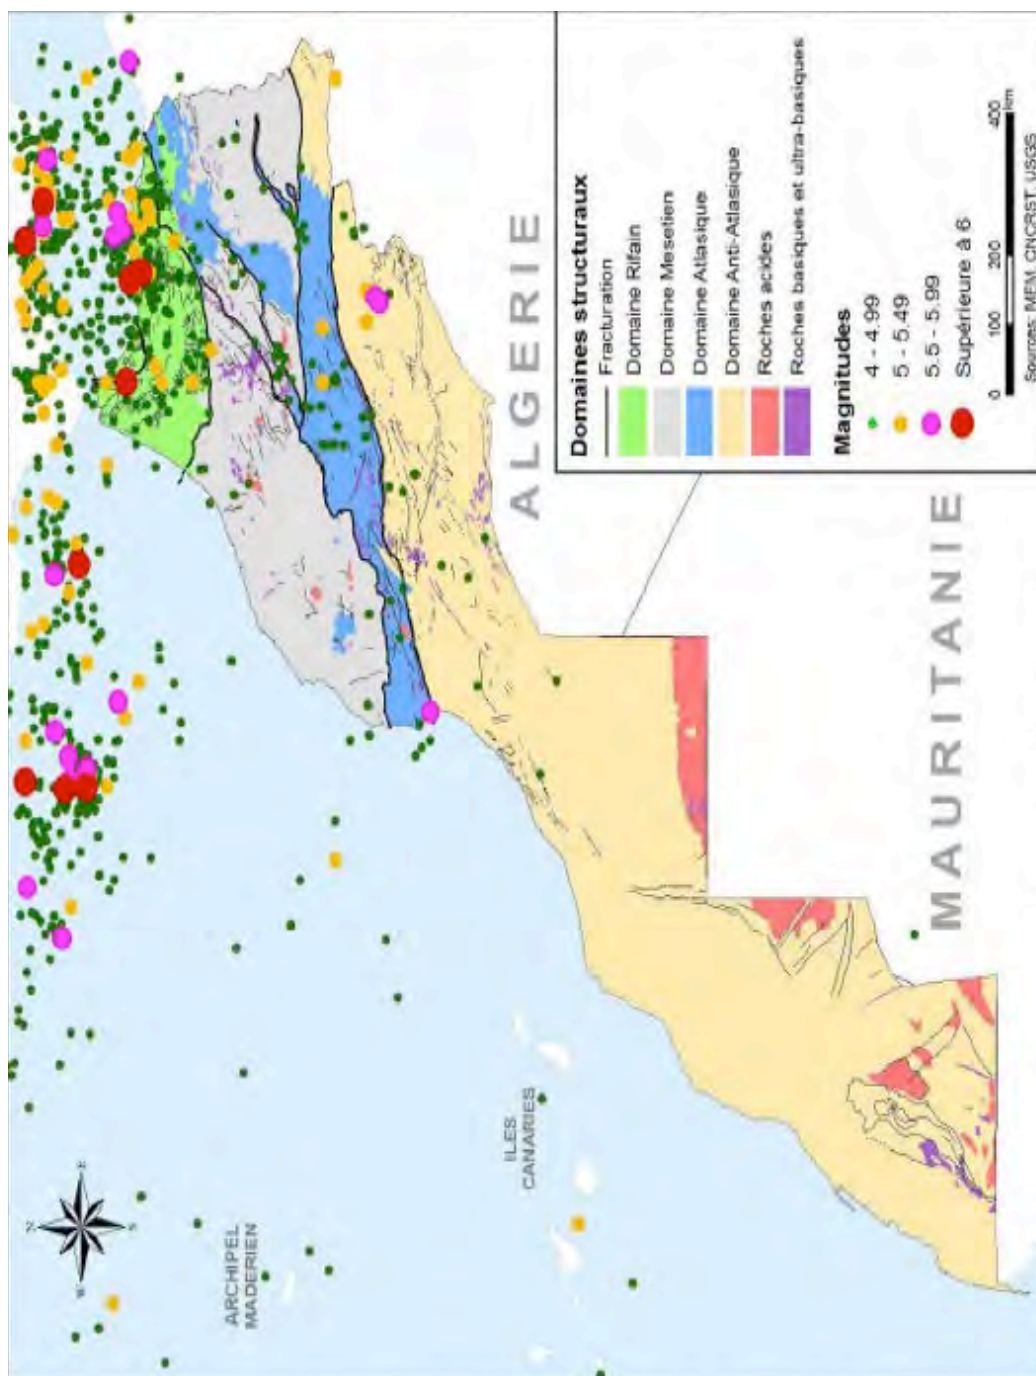 N
W
E
S
ARCHIPEL
MADERIEN
ILES
CANARIES
ALGERIE
MAURITANIE
Domaines structuraux
Fracturation
Domaine Rifain
Domaine Mesetien
Domaine Atlasique
Domaine Anti-Atlasique
Roches acides
Roches basiques et ultra-basiques
Magnitudes
4 - 4.99
5 - 5.49
5.5 - 5.99
Supérieure à 6
0 100 200 400
km
MEM, CNCRST, USGS